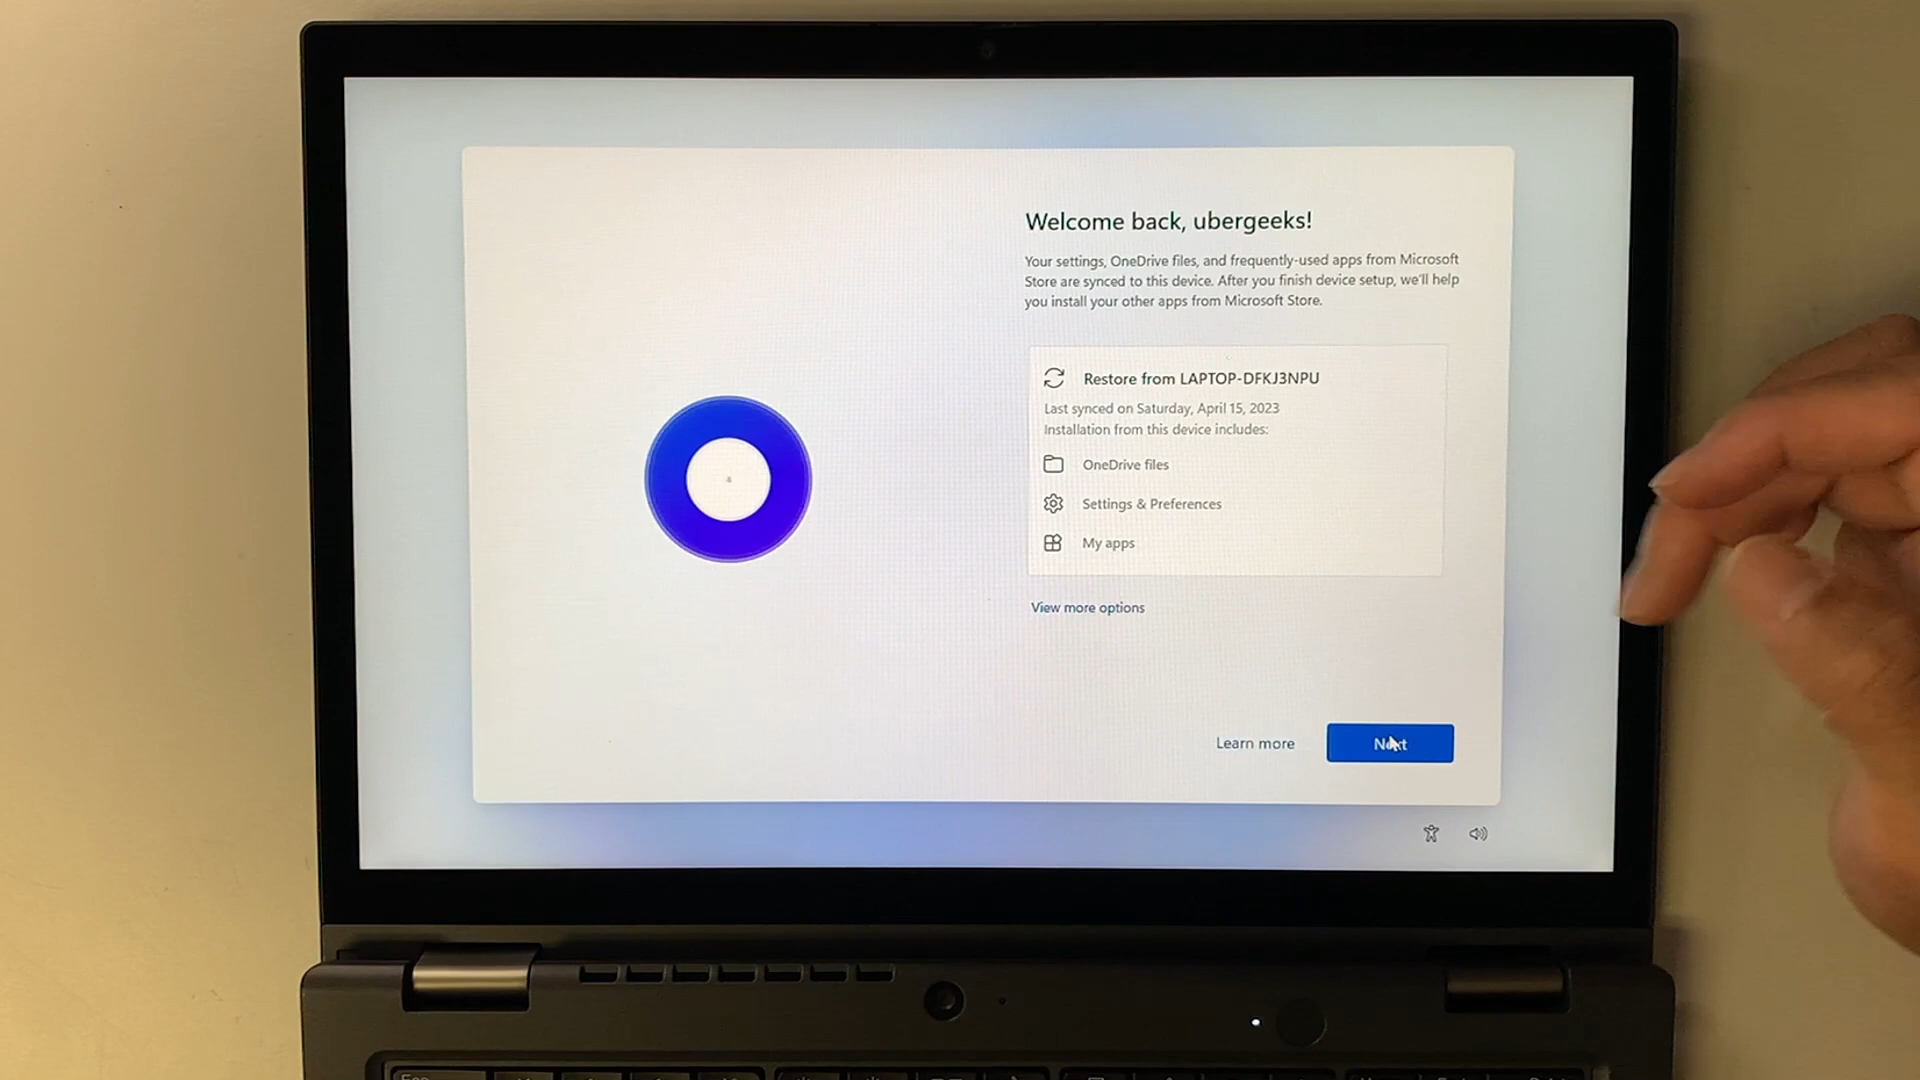 Welcome back, ubergeeks!
Your settings, OneDrive files, and frequently-used apps from Microsoft
Store are synced to this device. After you finish device setup, we'll help
you install your other apps from Microsoft Store.
Restore from LAPTOP-DFKJ3NPU
Last synced on Saturday, April 15, 2023
Installation from this device includes:
OneDrive files
Settings & Preferences
My apps
View more options
Learn more
Next